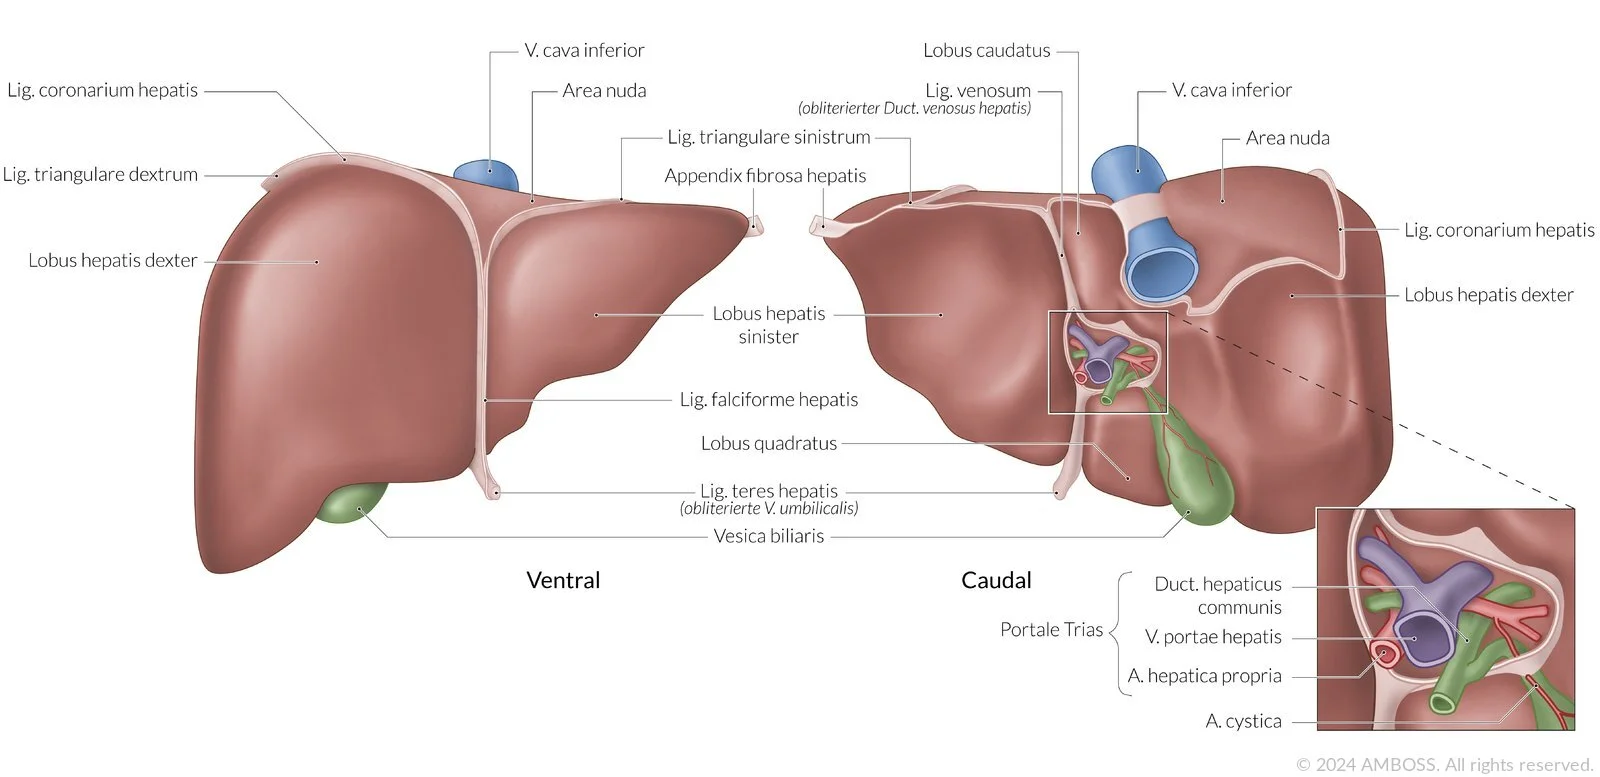 V. cava inferior
Lobus caudatus
Lig. coronarium hepatis
Area nuda
Lig. venosum
(obliterierter Duct. venosus hepatis)
V. cava inferior
Lig. triangulare sinistrum
Area nuda
Lig. triangulare dextrum
Appendix fibrosa hepatis
Lig. coronarium hepatis
Lobus hepatis dexter
Lobus hepatis dexter
Lobus hepatis
sinister
Lig. falciforme hepatis
Lobus quadratus
Lig. teres hepatis
(obliterierte V. umbilicalis)
Vesica biliaris
Ventral
Caudal
Portale Trias
Duct. hepaticus
communis
V. portae hepatis
A. hepatica propria
A. cystica
© 2024 AMBOSS. All rights reserved.